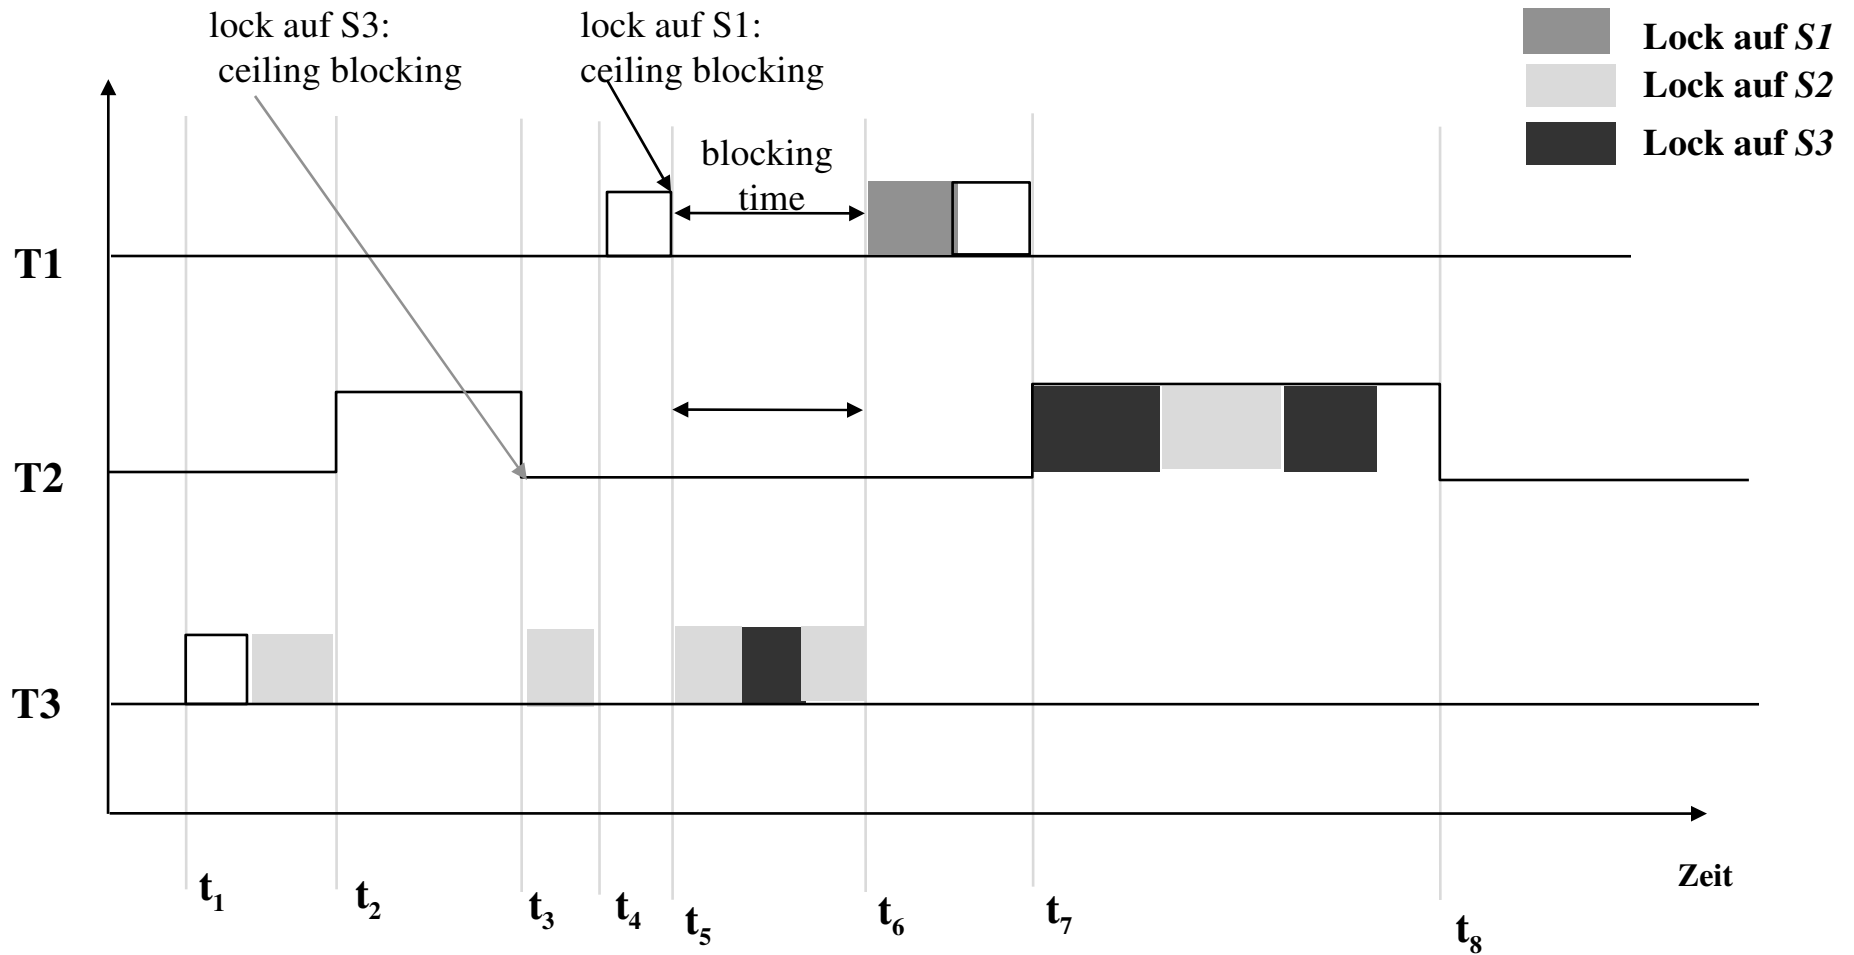 lock auf S3:
ceiling blocking
lock auf S1:
ceiling blocking
Lock auf S1
Lock auf S2
Lock auf S3
blocking
time
T1
T2
T3
Zeit
t1
t2
t3
t4
t5
t6
t7
t8